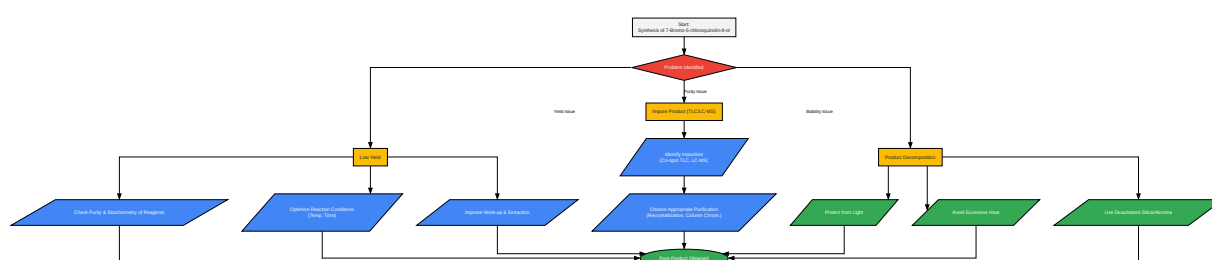 Start:
Synthesis of 7-Bromo-5-chloroquinolin-8-ol
Problem Identified
Purity Issue
Yield Issue
Impure Product (TLC/LC-MS)
Stability Issue
Low Yield
Identify Impurities
(Co-spot TLC, LC-MS)
Product Decomposition
Check Purity & Stoichiometry of Reagents
Optimize Reaction Conditions
(Temp, Time)
Improve Work-up & Extraction
Choose Appropriate Purification
(Recrystallization, Column Chrom.)
Protect from Light
Avoid Excessive Heat
Use Deactivated Silica/Alumina
Pure Product Obtained